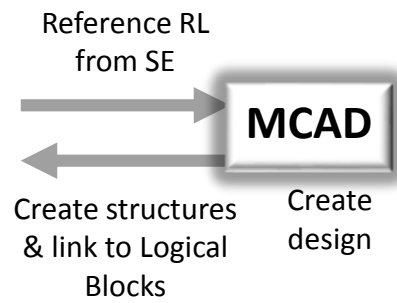 Reference RL
from SE
MCAD
Create structures
& link to Logical
Blocks
Create
design